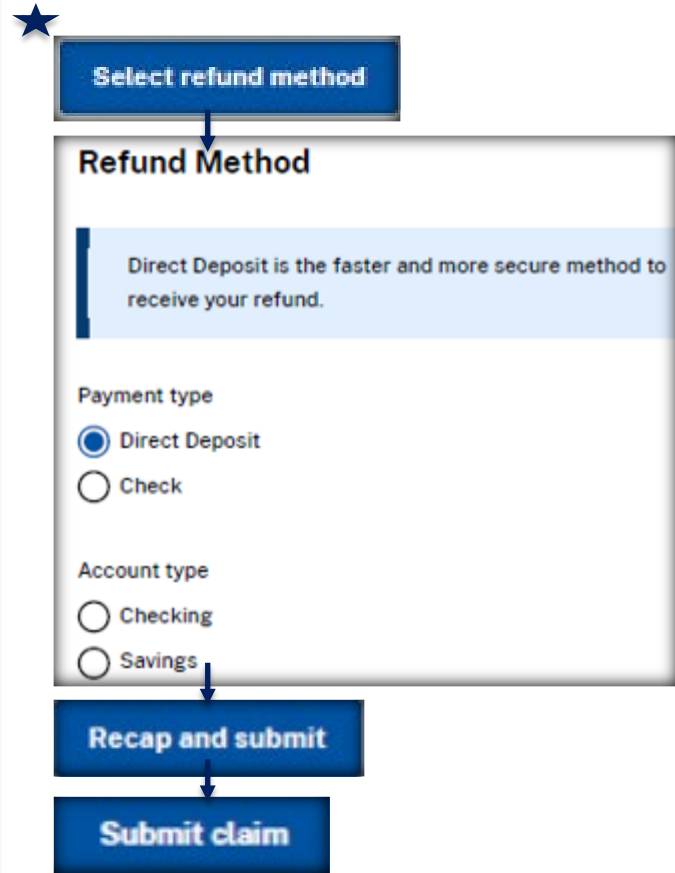 Select refund method
Refund Method
Direct Deposit is the faster and more secure method to
receive your refund.
Payment type
Direct Deposit
Check
Account type
Checking
Savings
Recap and submit
Submit claim